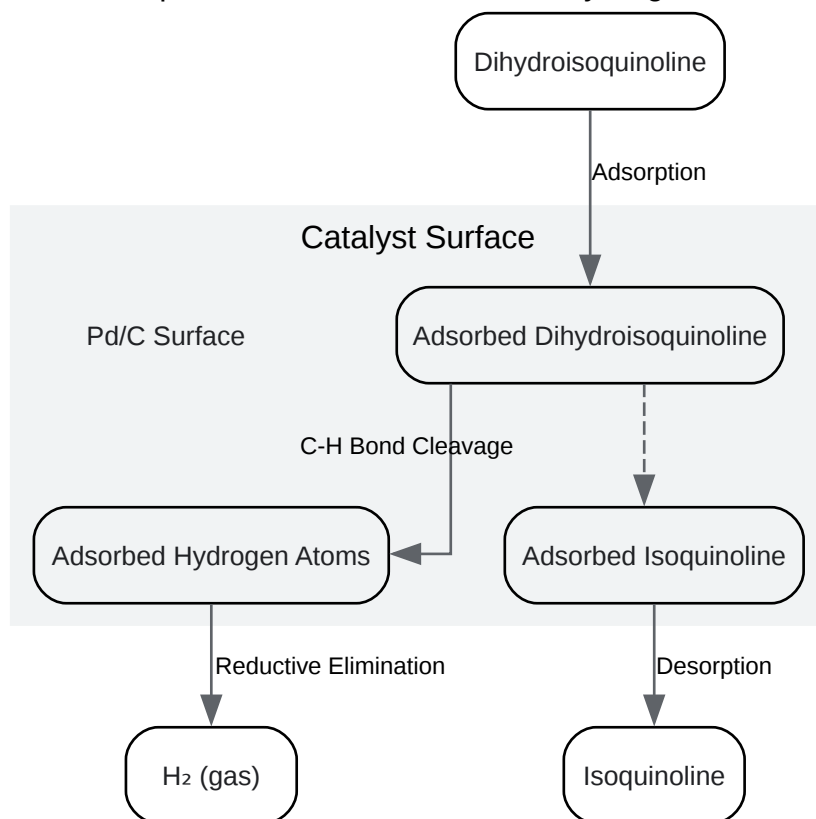 Dihydroisoquinoline
Adsorption
Catalyst Surface
Pd/C Surface
Adsorbed Dihydroisoquinoline
C-H Bond Cleavage
Adsorbed Hydrogen Atoms
Adsorbed Isoquinoline
Reductive Elimination
Desorption
H₂ (gas)
Isoquinoline